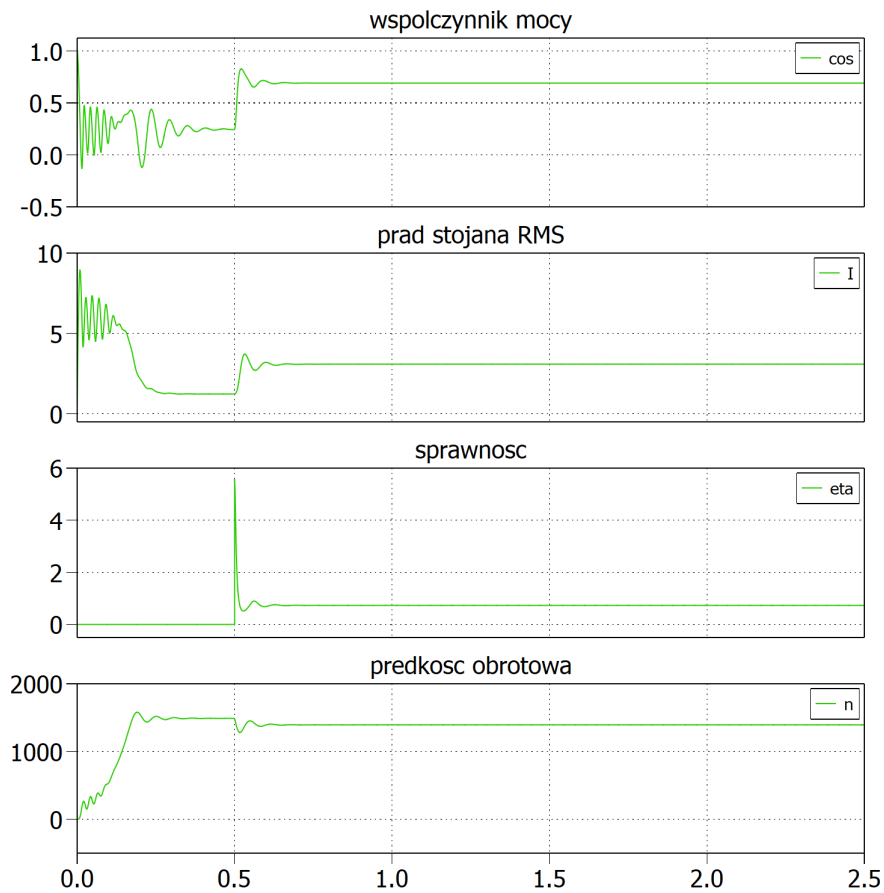 wspolczynnik mocy
1.0
cos
0.5
0.0
-0.5
prad stojana RMS
10
I
5
0
sprawnosc
6
eta
4
2
0
predkosc obrotowa
2000
n
1000
0
0.0 0.5 1.0 1.5 2.0 2.5